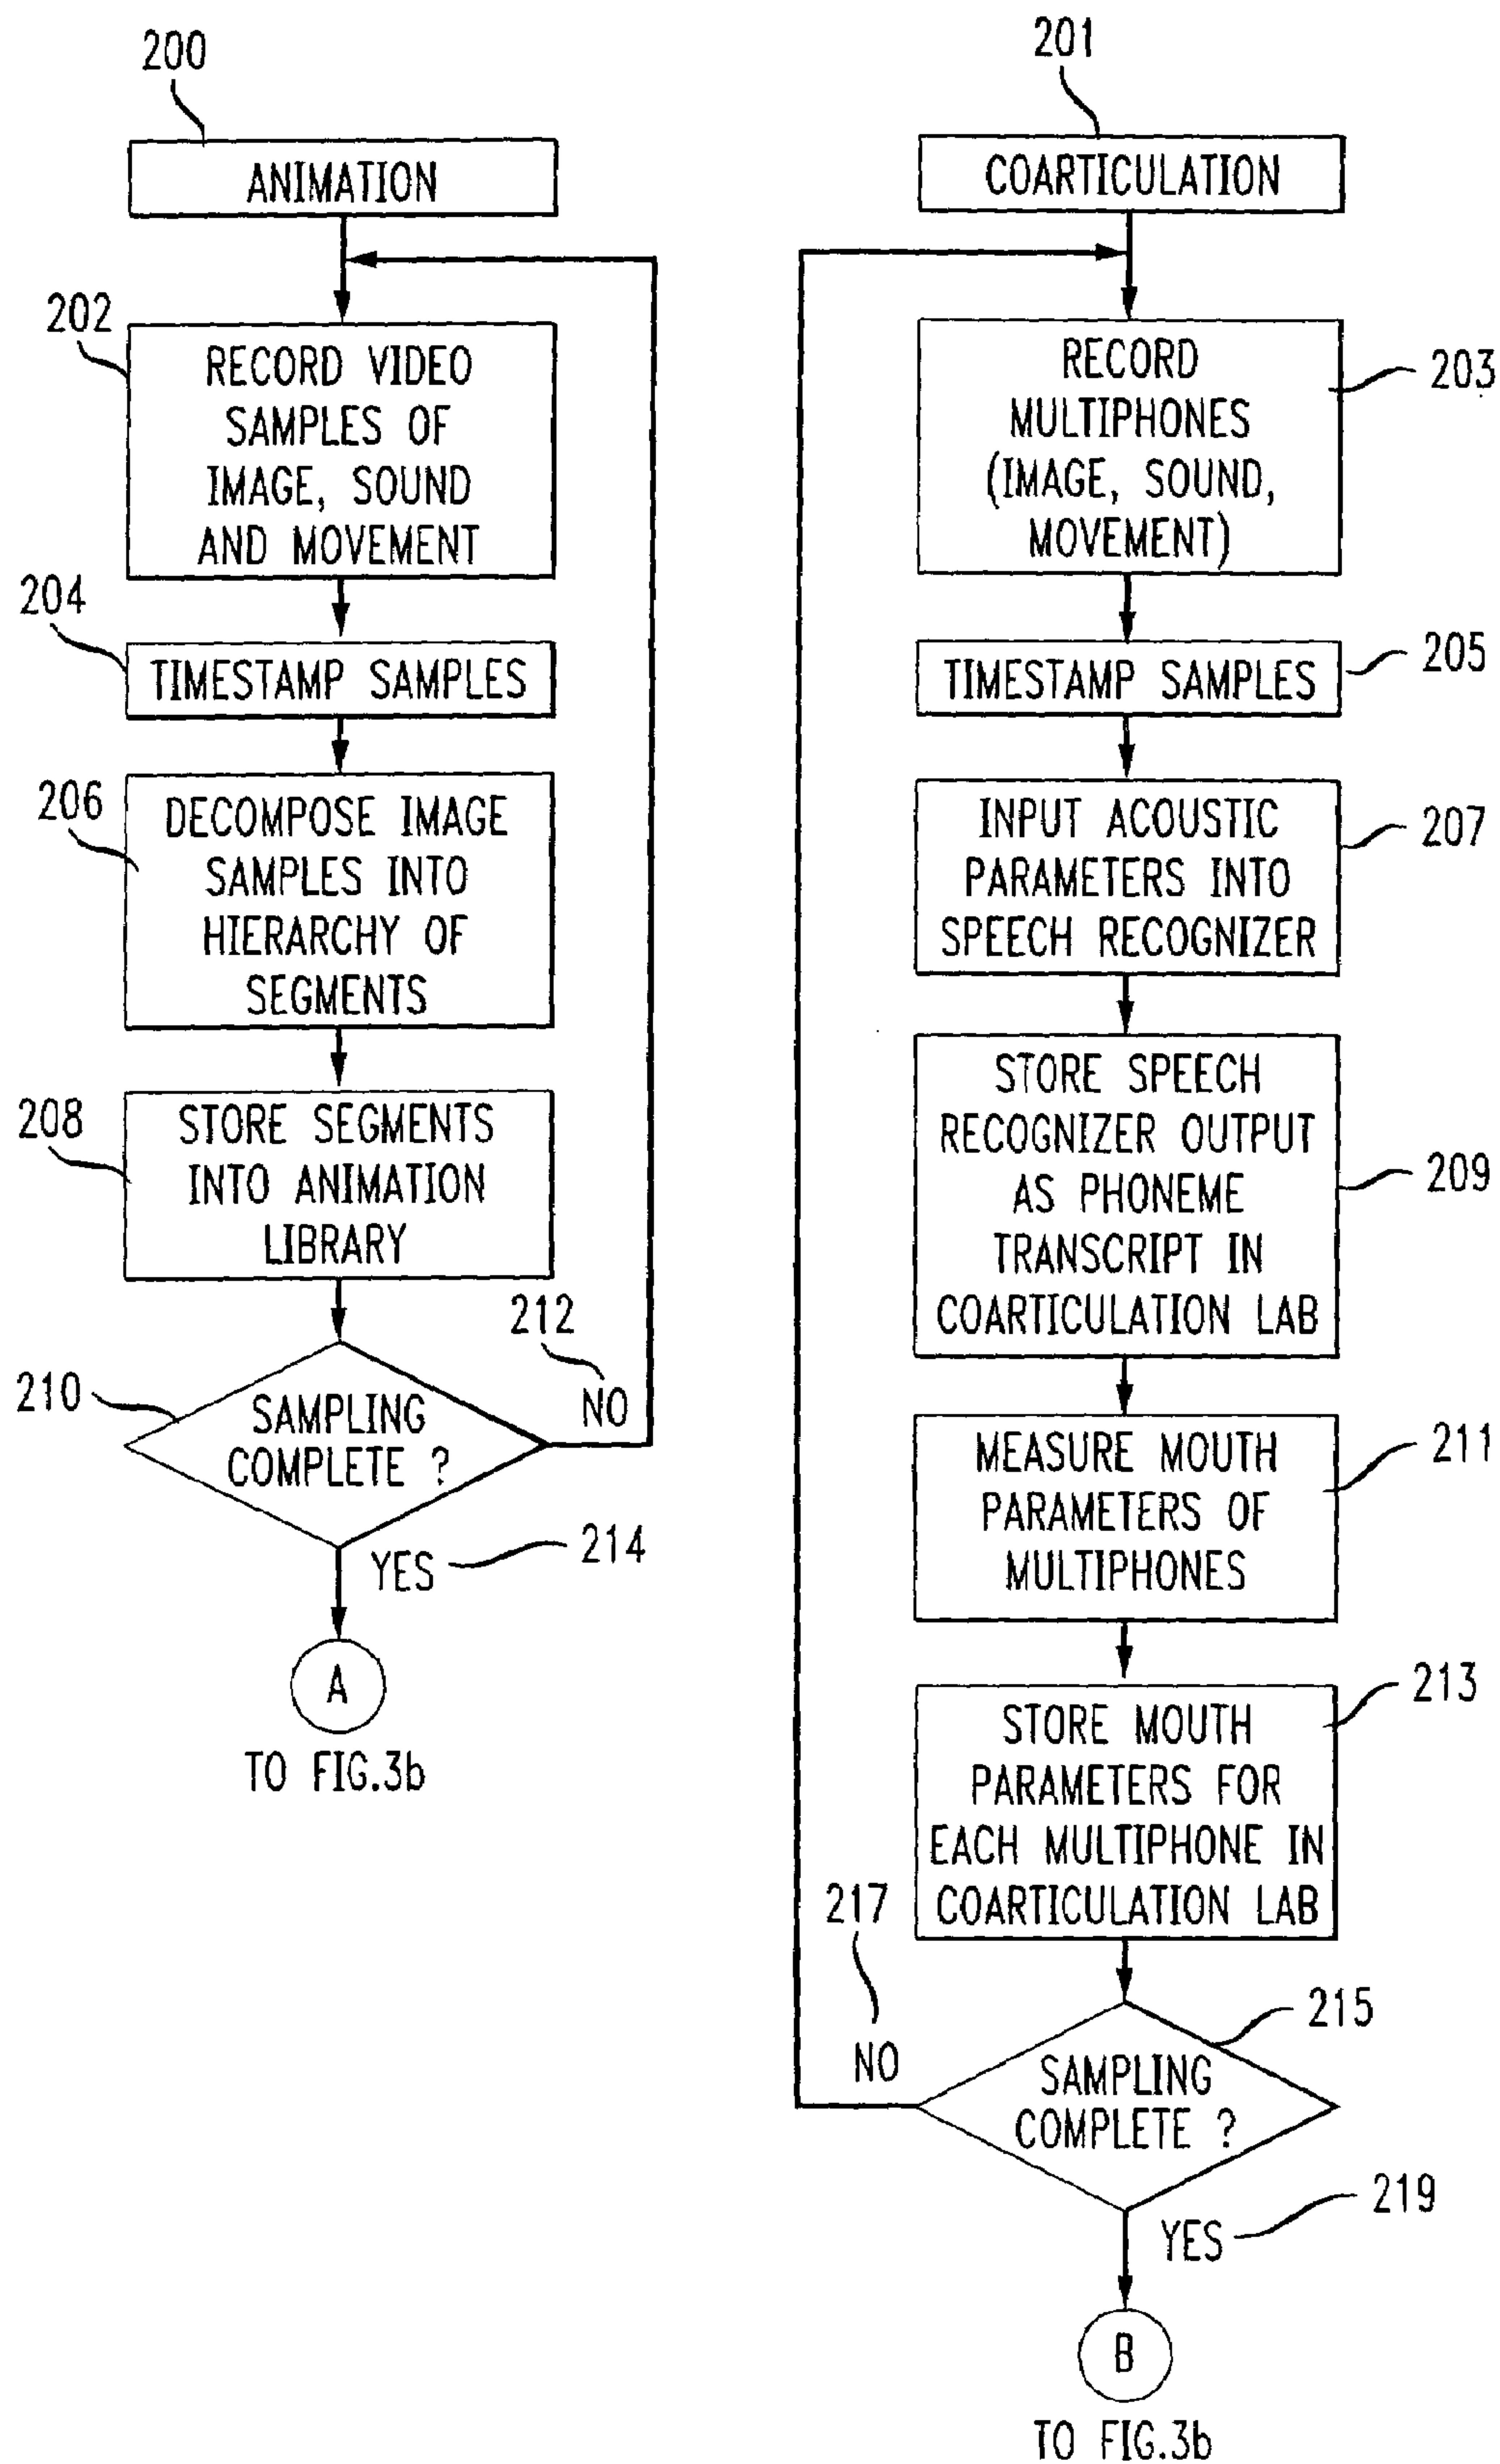 200
ANIMATION
202
RECORD VIDEO
SAMPLES OF
IMAGE, SOUND
AND MOVEMENT
204
TIMESTAMP SAMPLES
206
DECOMPOSE IMAGE
SAMPLES INTO
HIERARCHY OF
SEGMENTS
208
STORE SEGMENTS
INTO ANIMATION
LIBRARY
212
NO
210
SAMPLING
COMPLETE ?
YES
214
A
TO FIG.3b
201
COARTICULATION
RECORD
MULTIPHONES
(IMAGE, SOUND,
MOVEMENT)
203
TIMESTAMP SAMPLES
205
INPUT ACOUSTIC
PARAMETERS INTO
SPEECH RECOGNIZER
207
STORE SPEECH
RECOGNIZER OUTPUT
AS PHONEME
TRANSCRIPT IN
COARTICULATION LAB
209
MEASURE MOUTH
PARAMETERS OF
MULTIPHONES
211
STORE MOUTH
PARAMETERS FOR
EACH MULTIPHONE IN
COARTICULATION LAB
213
217
NO
SAMPLING
COMPLETE ?
215
YES
219
B
TO FIG.3b